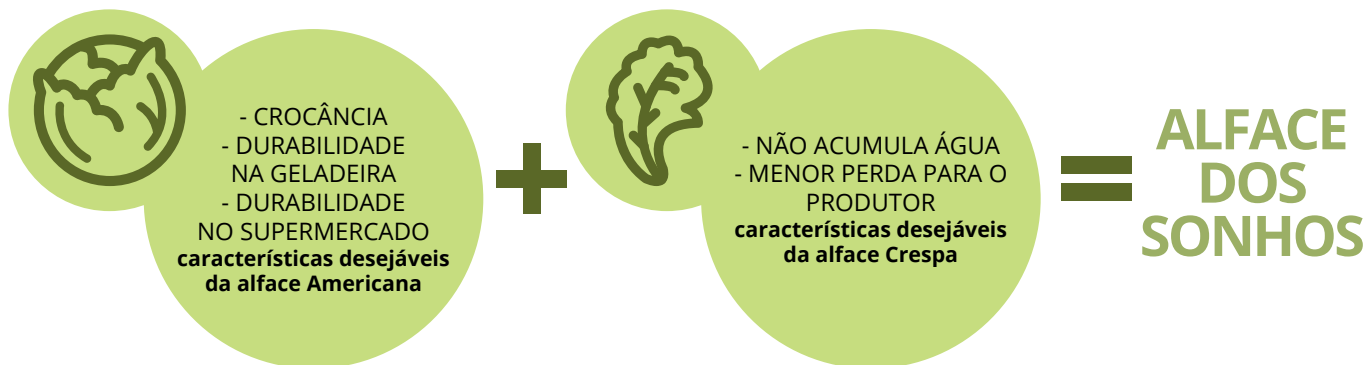 - CROCÂNCIA
- DURABILIDADE
NA GELADEIRA
- DURABILIDADE
NO SUPERMERCADO
características desejáveis
da alface Americana
- NÃO ACUMULA ÁGUA
- MENOR PERDA PARA O
PRODUTOR
características desejáveis
da alface Crespa
ALFACE
DOS
SONHOS